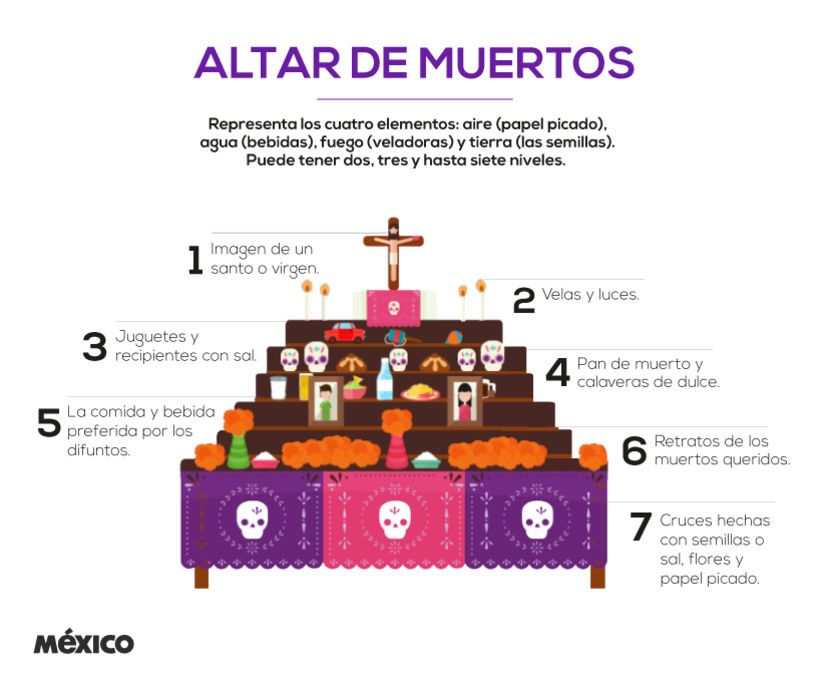 ALTAR DE MUERTOS
Representa los cuatro elementos: aire (papel picado),
agua (bebidas), fuego (veladoras) y tierra (las semillas).
Puede tener dos, tres y hasta siete niveles.
1 Imagen de un
santo o virgen.
2 Velas y luces.
3 Juguetes y
recipientes con sal.
4 Pan de muerto y
calaveras de dulce.
5 La comida y bebida
preferida por los
difuntos.
6 Retratos de los
muertos queridos.
7 Cruces hechas
con semillas o
sal, flores y
papel picado.
MéXICO